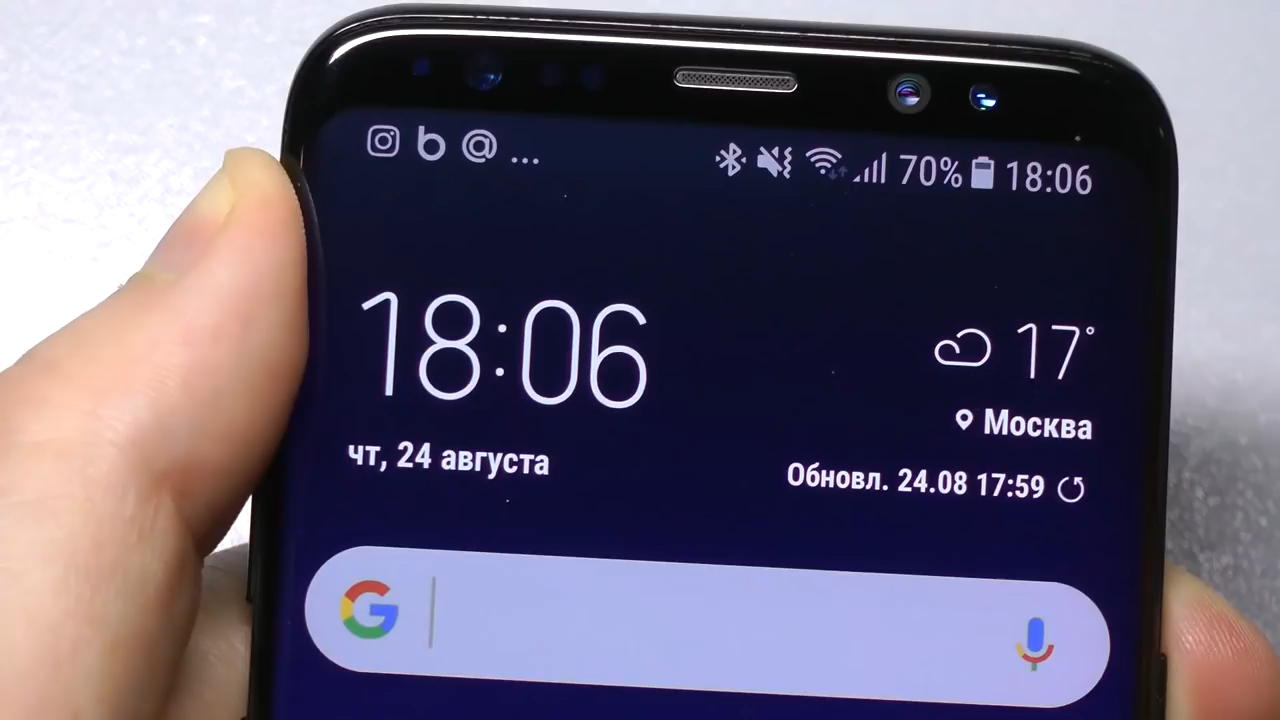 70% 18:06
18:06
17°
Москва
чт, 24 августа
Обновл. 24.08 17:59